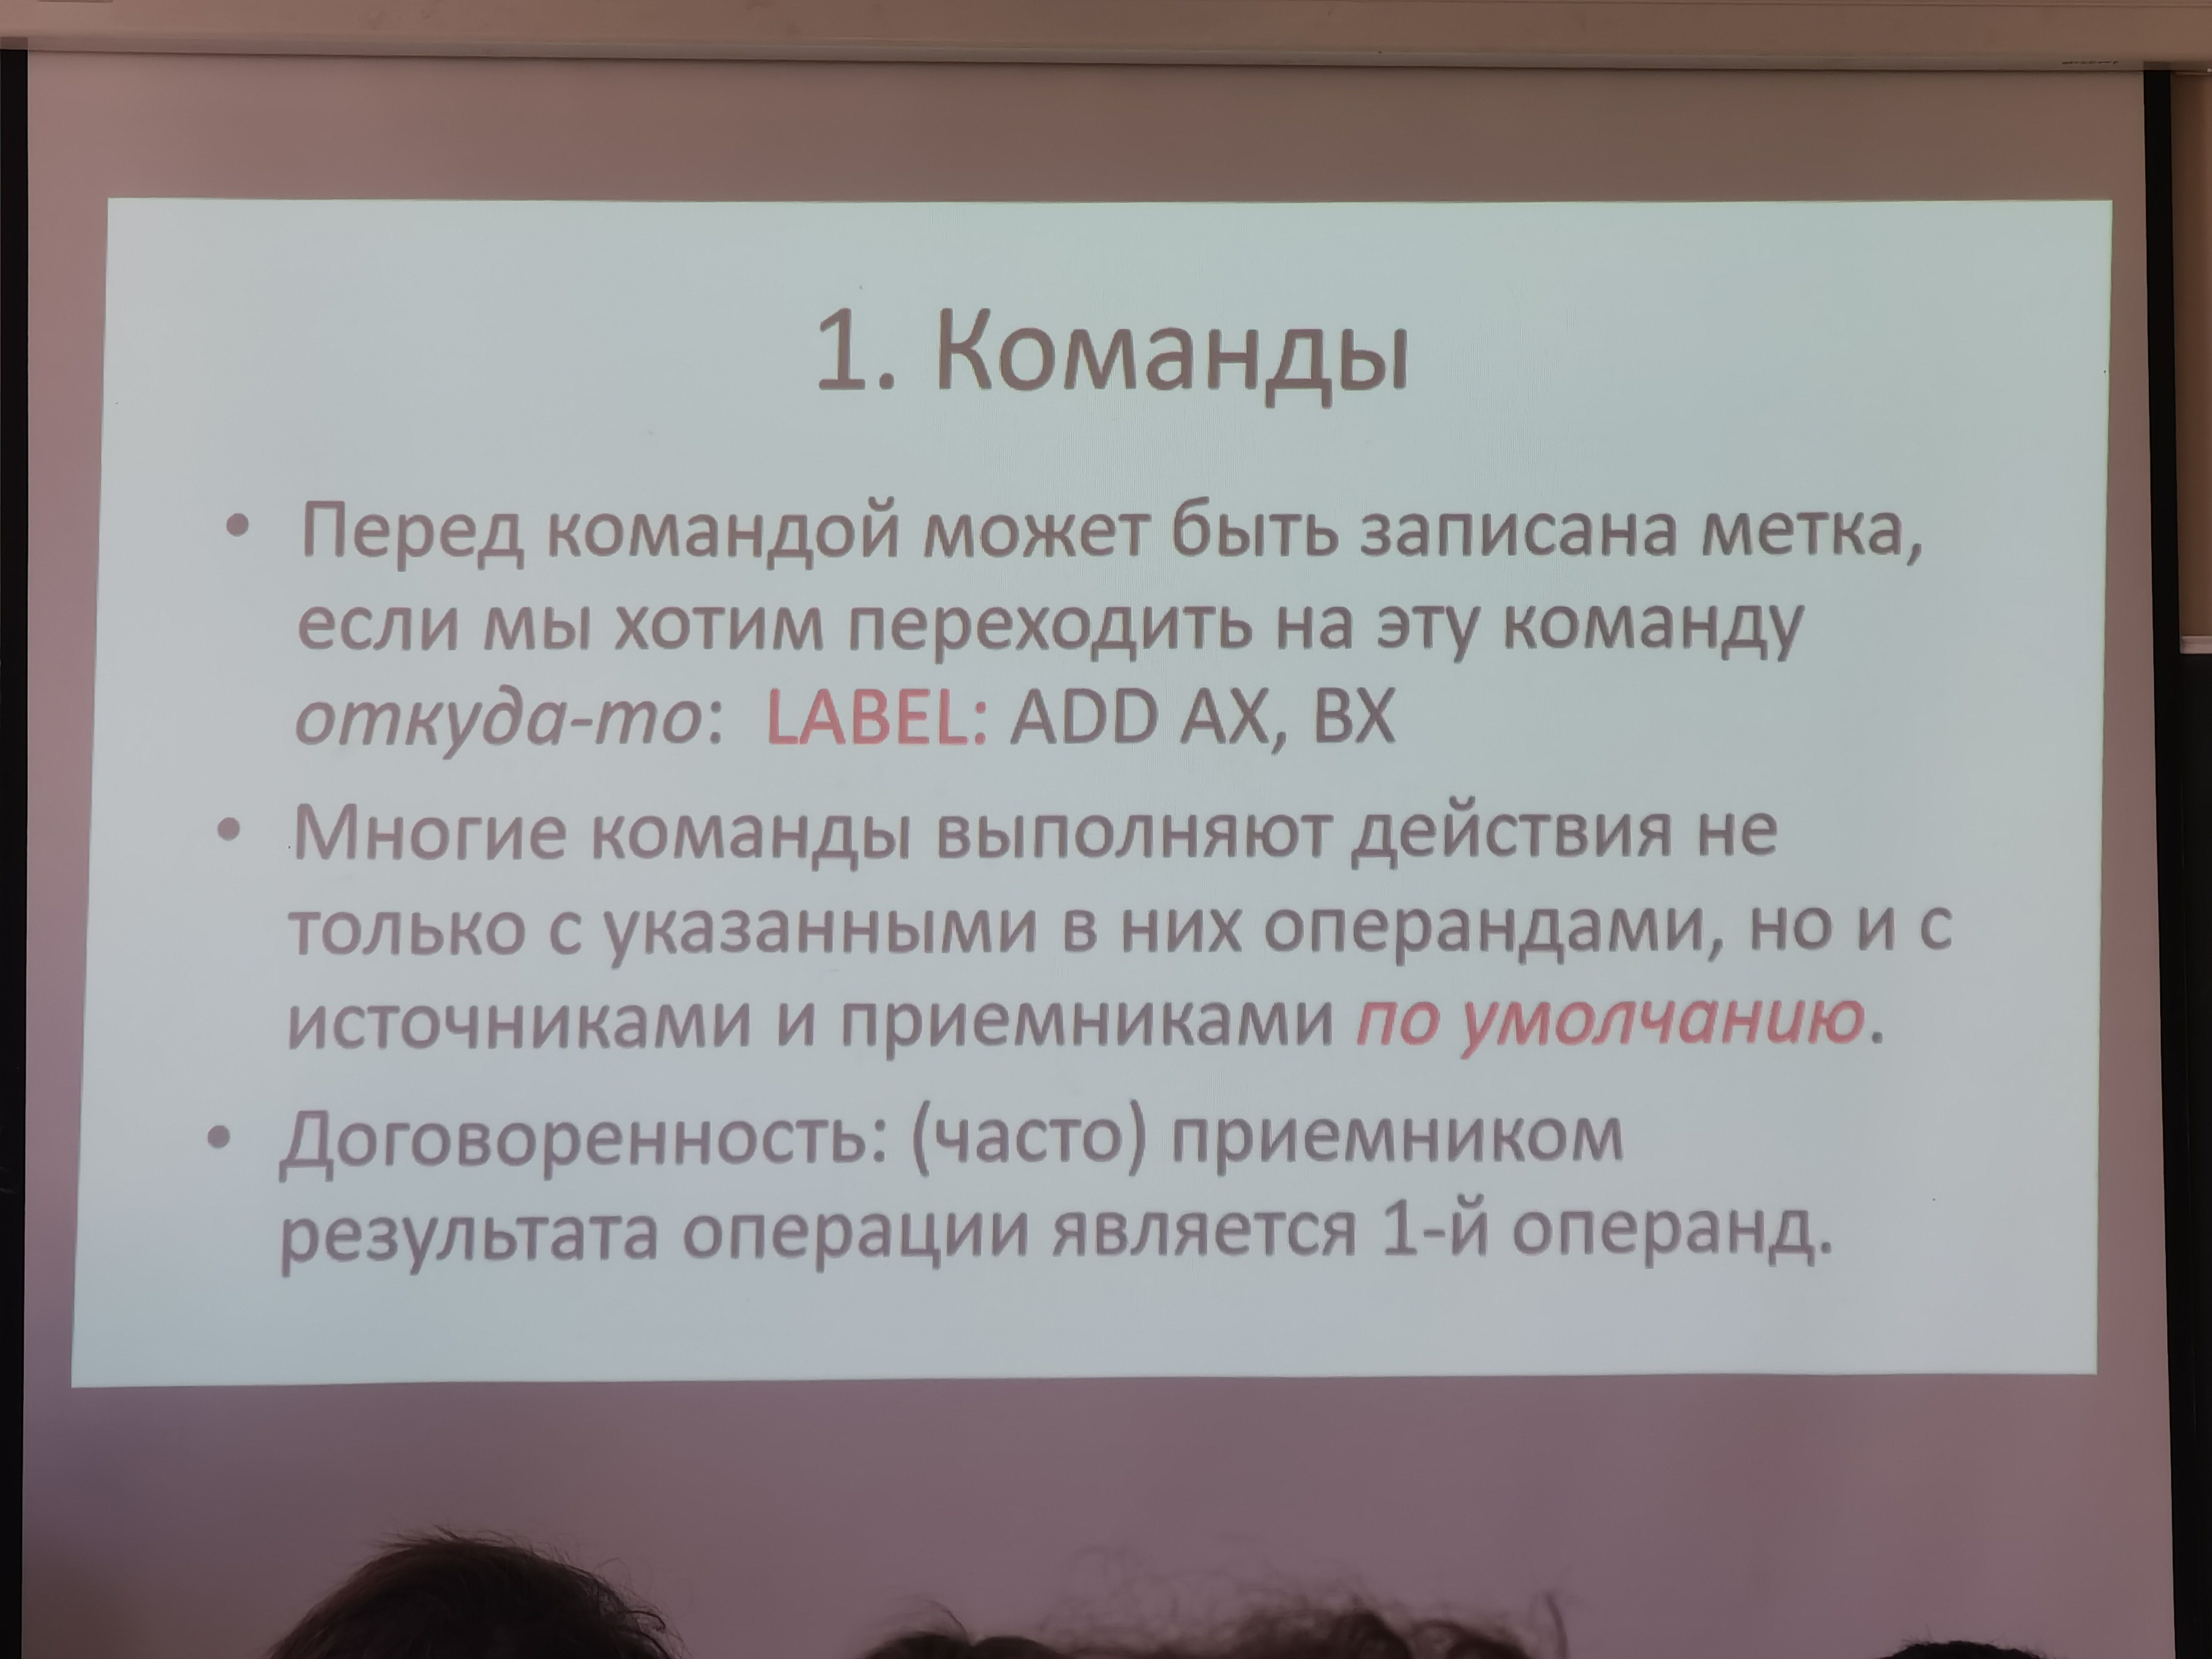 1. Команды
• Перед командой может быть записана метка,
если мы хотим переходить на эту команду
откуда-то: LABEL: ADD AX, BX
• Многие команды выполняют действия не
только с указанными в них операндами, но и с
источниками и приемниками по умолчанию.
• Договоренность: (часто) приемником
результата операции является 1-й операнд.